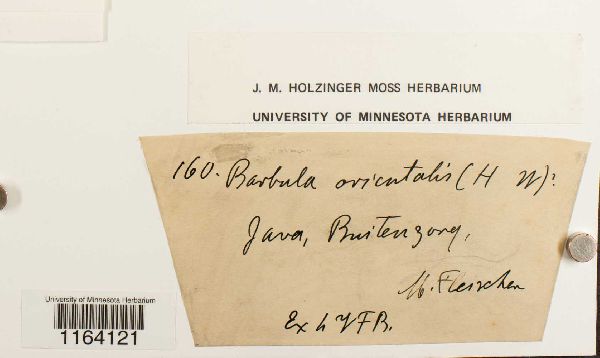 J. M. HOLZINGER MOSS HERBARIUM
UNIVERSITY OF MINNESOTA HERBARIUM
160. Barbula orientalis (H W):
Java, Buitenzorg,
M. Fleischer
Ex h
University of Minnesota Herbarium
1164121